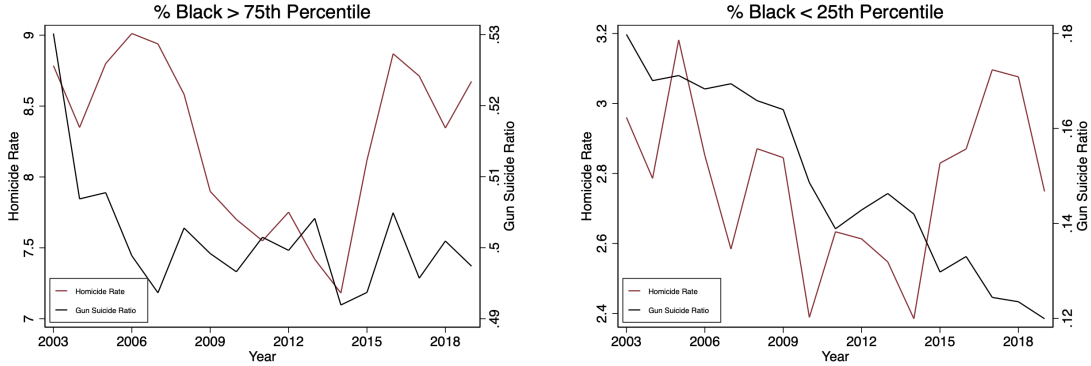 % Black > 75th Percentile
9
8.5
8
7.5
7
Homicide Rate
.53
.52
.51
.5
.49
Gun Suicide Ratio
Homicide Rate
Gun Suicide Ratio
2003 2006 2009 2012 2015 2018
Year
% Black < 25th Percentile
3.2
3
2.8
2.6
2.4
Homicide Rate
.18
.16
.14
.12
Gun Suicide Ratio
Homicide Rate
Gun Suicide Ratio
2003 2006 2009 2012 2015 2018
Year